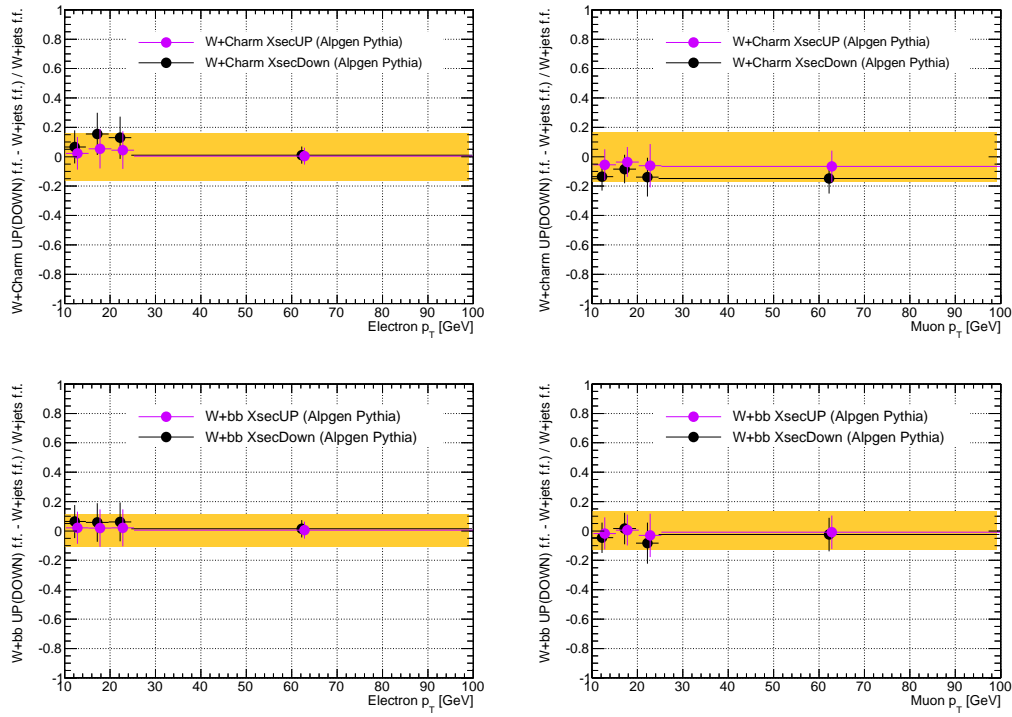 W+Charm UP(DOWN) f.f. - W+jets f.f.) / W+jets f.f.
W+Charm XsecUP (Alpgen Pythia)
W+Charm XsecDown (Alpgen Pythia)
1
0.8
0.6
0.4
0.2
0
-0.2
-0.4
-0.6
-0.8
-1
10 20 30 40 50 60 70 80 90 100
Electron p_T [GeV]
W+charm UP(DOWN) f.f. - W+jets f.f.) / W+jets f.f.
W+Charm XsecUP (Alpgen Pythia)
W+Charm XsecDown (Alpgen Pythia)
1
0.8
0.6
0.4
0.2
0
-0.2
-0.4
-0.6
-0.8
-1
10 20 30 40 50 60 70 80 90 100
Muon p_T [GeV]
W+bb UP(DOWN) f.f. - W+jets f.f.) / W+jets f.f.
W+bb XsecUP (Alpgen Pythia)
W+bb XsecDown (Alpgen Pythia)
1
0.8
0.6
0.4
0.2
0
-0.2
-0.4
-0.6
-0.8
-1
10 20 30 40 50 60 70 80 90 100
Electron p_T [GeV]
W+bb UP(DOWN) f.f. - W+jets f.f.) / W+jets f.f.
W+bb XsecUP (Alpgen Pythia)
W+bb XsecDown (Alpgen Pythia)
1
0.8
0.6
0.4
0.2
0
-0.2
-0.4
-0.6
-0.8
-1
10 20 30 40 50 60 70 80 90 100
Muon p_T [GeV]